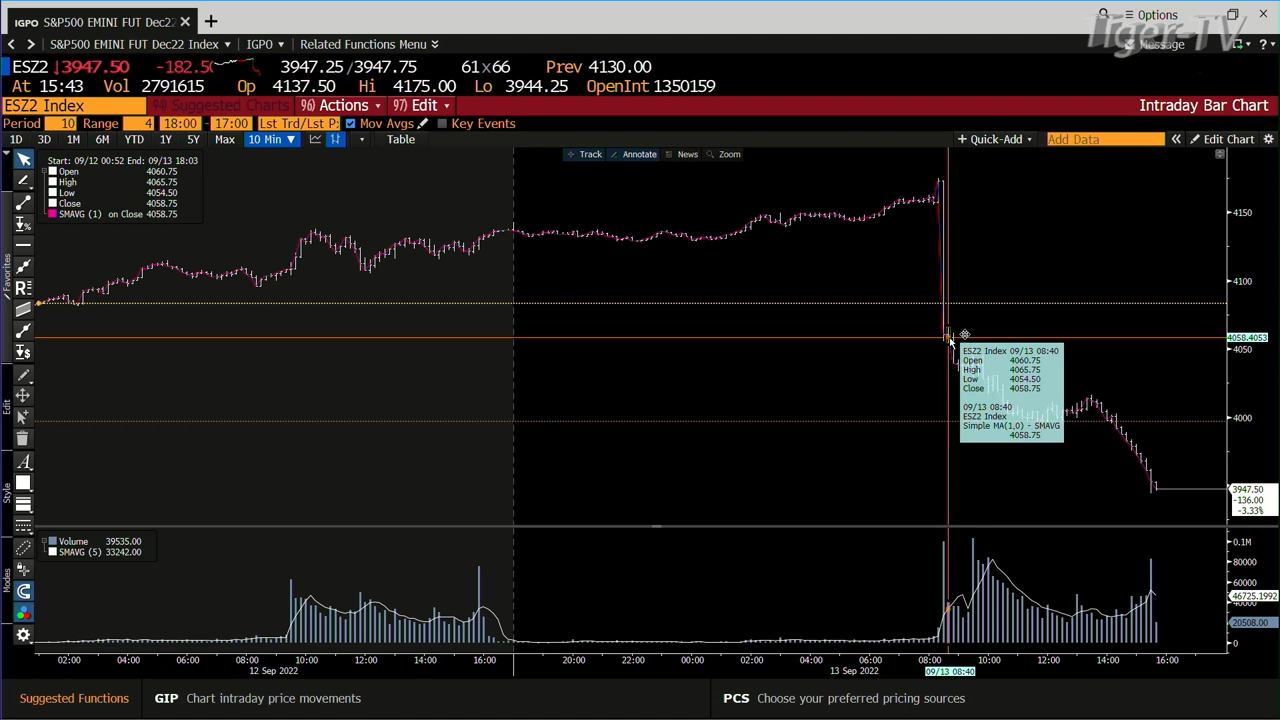 IGPO S&P500 EMINI FUT Dec22
Options
Tiger-TV
S&P500 EMINI FUT Dec22 Index
IGPO
Related Functions Menu
Message
ESZ2 3947.50 -182.50 3947.25/3947.75 61x66 Prev 4130.00
At 15:43 Vol 2791615 Op 4137.50 Hi 4175.00 Lo 3944.25 OpenInt 1350159
ESZ2 Index 94) Suggested Charts 96) Actions 97) Edit Intraday Bar Chart
Period 10 Range 4 18:00 - 17:00 Lst Trd/Lst P: Mov Avgs Key Events
1D 3D 1M 6M YTD 1Y 5Y Max 10 Min Table + Quick-Add Add Data Edit Chart
Track Annotate News Zoom
Start: 09/12 00:52 End: 09/13 18:03
Open 4060.75
High 4065.75
Low 4054.50
Close 4058.75
SMAVG (1) on Close 4058.75
4150
4100
4058.4053
4050
4000
3947.50
-136.00
-3.33%
ESZ2 Index 09/13 08:40
Open 4060.75
High 4065.75
Low 4054.50
Close 4058.75
09/13 08:40
ESZ2 Index
Simple MA(1,0) - SMAVG
4058.75
Favorites
Edit
Style
Modes
Volume 39535.00
SMAVG (5) 33242.00
0.1M
80000
60000
46725.1992
40000
20508.00
0
02:00 04:00 06:00 08:00 10:00 12:00 14:00 16:00 20:00 22:00 00:00 02:00 04:00 06:00 08:00 10:00 12:00 14:00 16:00
12 Sep 2022 13 Sep 2022 09/13 08:40
Suggested Functions GIP Chart intraday price movements PCS Choose your preferred pricing sources